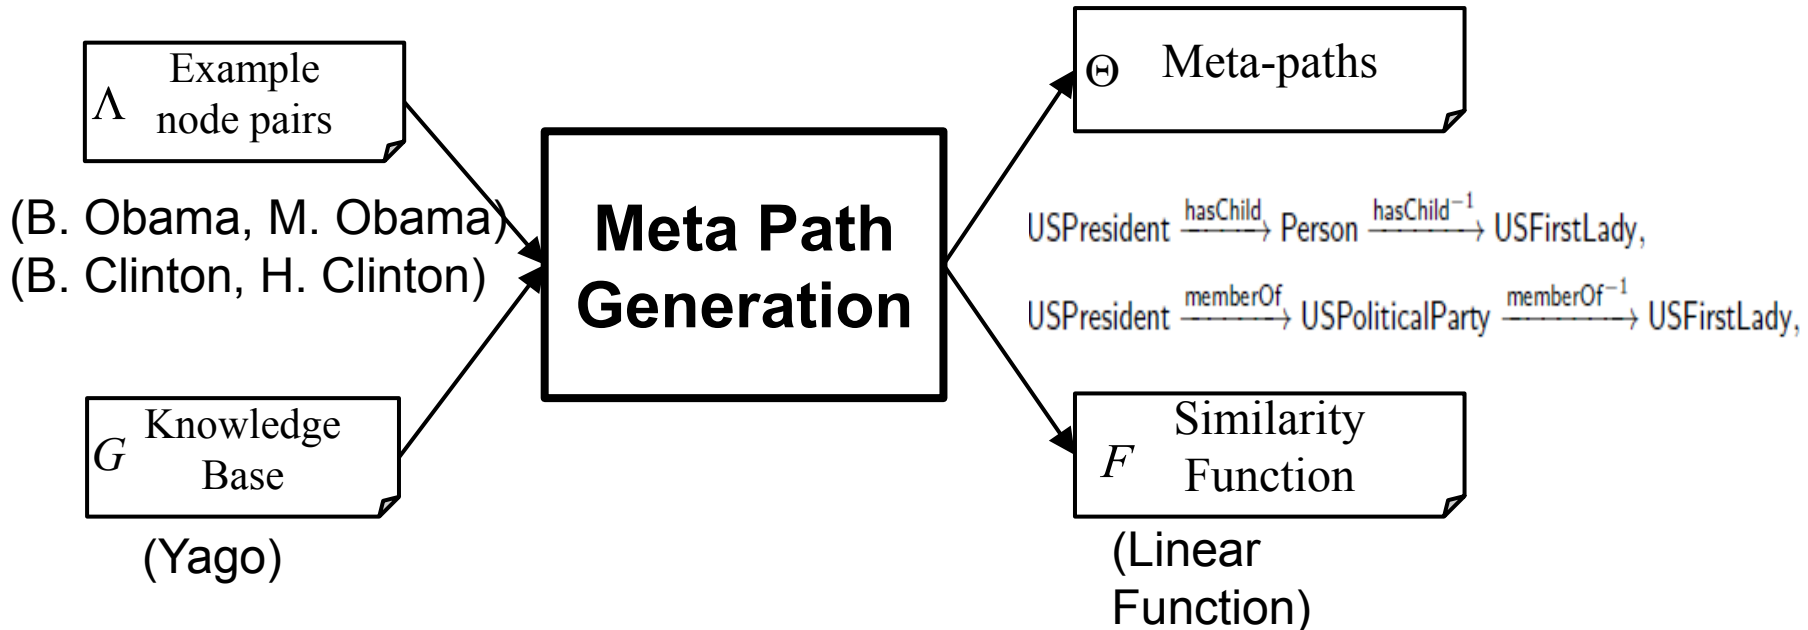 Λ Example
node pairs
(B. Obama, M. Obama)
(B. Clinton, H. Clinton)
G Knowledge
Base
(Yago)
Meta Path
Generation
Θ Meta-paths
USPresident hasChild⟶ Person hasChild⁻¹⟶ USFirstLady,
USPresident memberOf⟶ USPoliticalParty memberOf⁻¹⟶ USFirstLady,
F Similarity
Function
(Linear
Function)